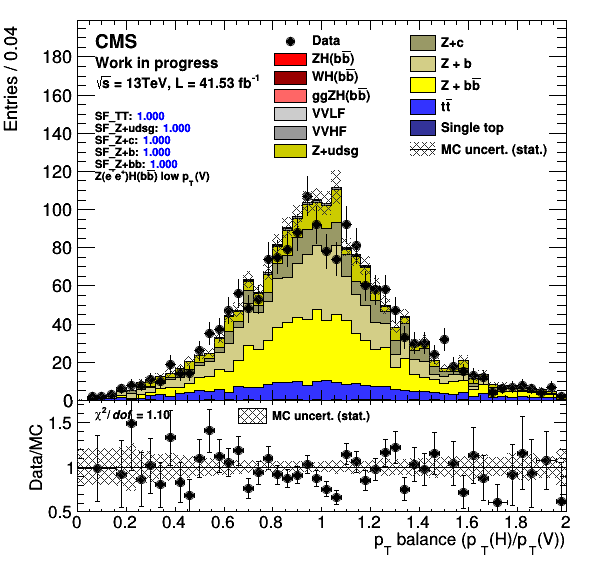 CMS
Work in progress
√s = 13TeV, L = 41.53 fb⁻¹
SF_TT: 1.000
SF_Z+udsg: 1.000
SF_Z+c: 1.000
SF_Z+b: 1.000
SF_Z+bb: 1.000
Z(e⁻e⁺)H(bb̅) low p_T(V)
Data
ZH(bb̅)
WH(bb̅)
ggZH(bb̅)
VVLF
VVHF
Z+udsg
Z+c
Z + b
Z + bb̅
tt̅
Single top
MC uncert. (stat.)
Entries / 0.04
180
160
140
120
100
80
60
40
20
0
χ²/dof = 1.10
MC uncert. (stat.)
Data/MC
1.5
1
0.5
0 0.2 0.4 0.6 0.8 1 1.2 1.4 1.6 1.8 2
p_T balance (p_T(H)/p_T(V))